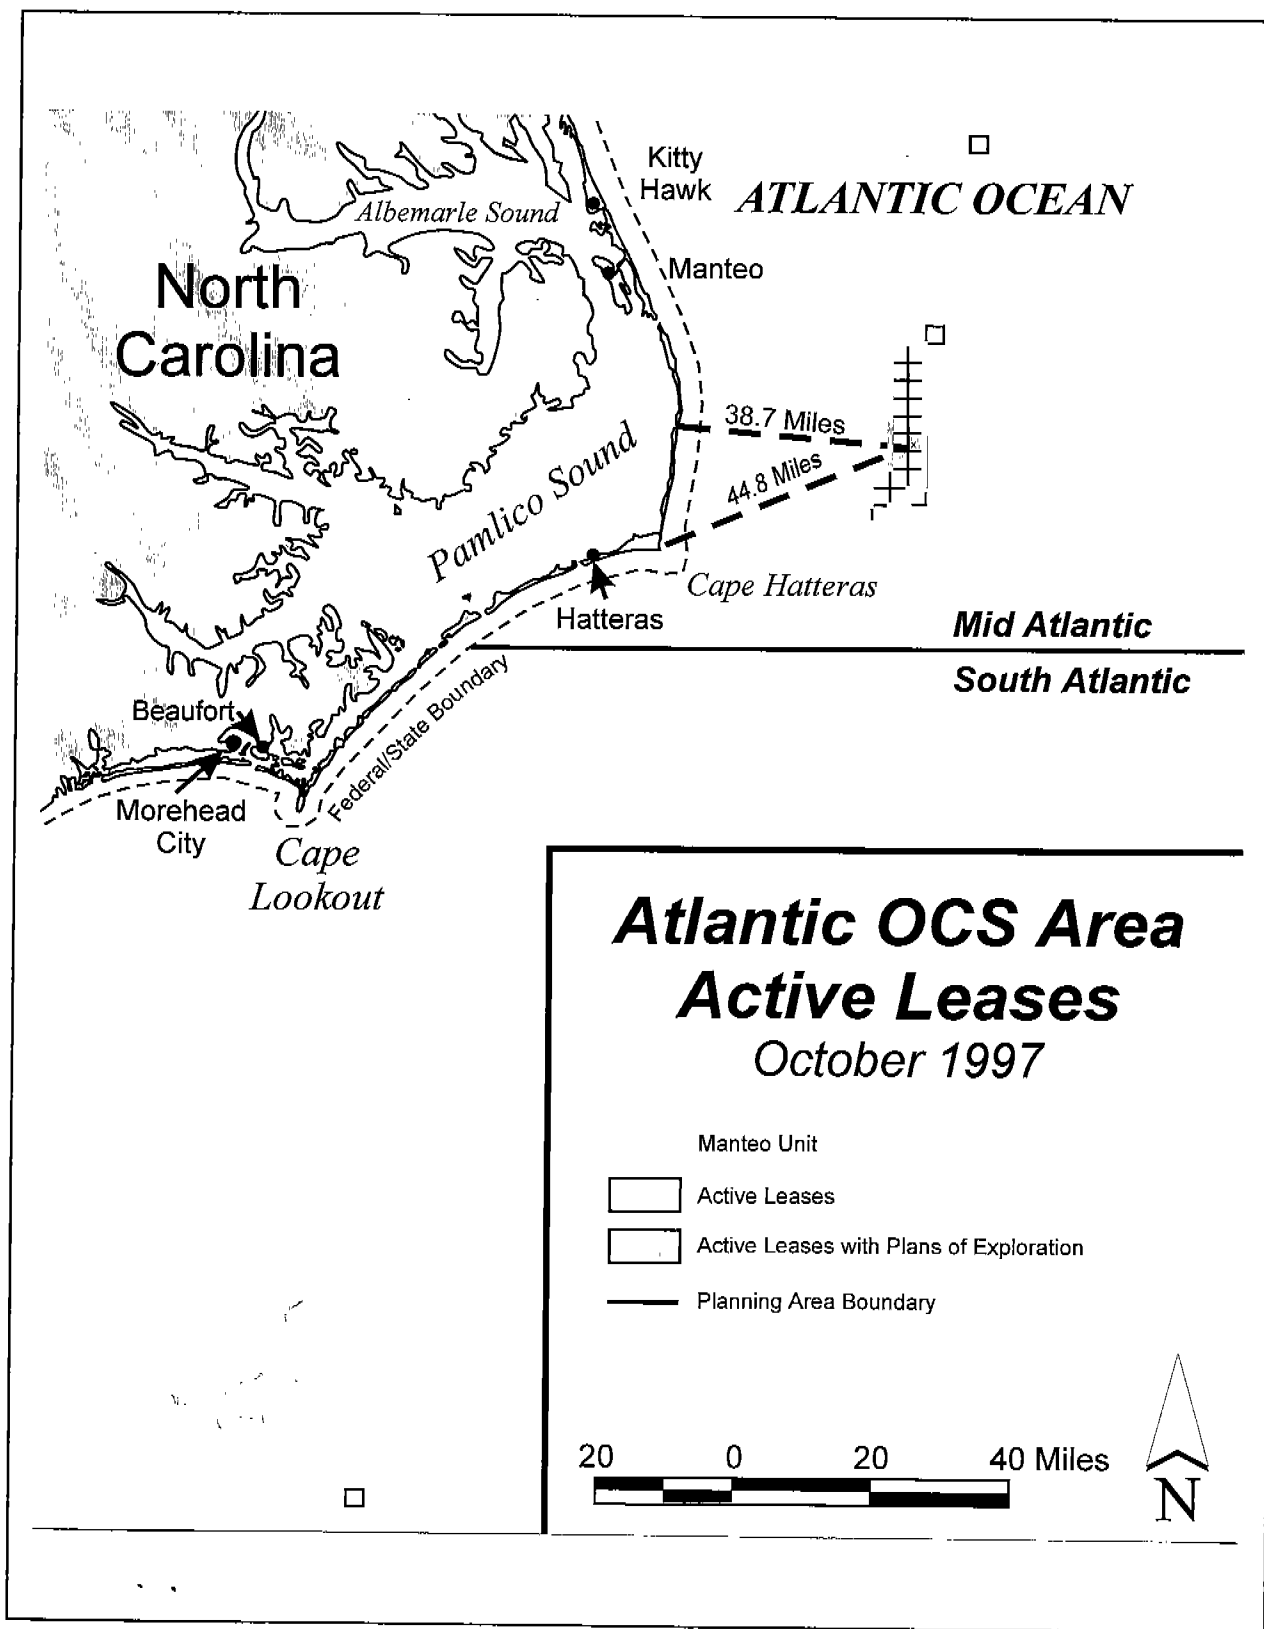 Kitty
Hawk
ATLANTIC OCEAN
Albemarle Sound
Manteo
North
Carolina
38.7 Miles
44.8 Miles
Pamlico Sound
Cape Hatteras
Hatteras
Mid Atlantic
South Atlantic
Federal/State Boundary
Beaufort
Morehead
City
Cape
Lookout
Atlantic OCS Area
Active Leases
October 1997
Manteo Unit
Active Leases
Active Leases with Plans of Exploration
Planning Area Boundary
20 0 20 40 Miles
N